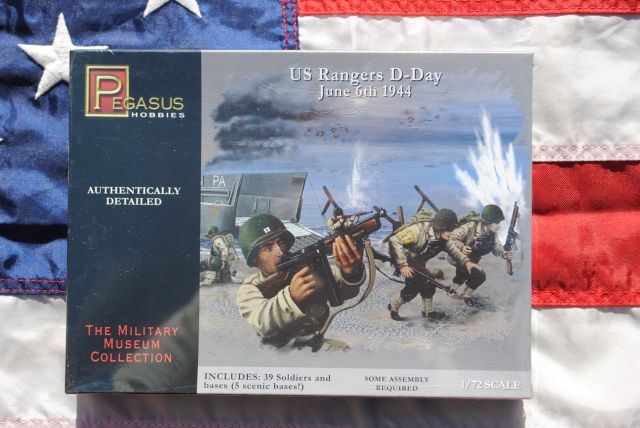 PEGASUS
HOBBIES
US Rangers D-Day
June 6th 1944
PA
AUTHENTICALLY
DETAILED
THE MILITARY
MUSEUM
COLLECTION
INCLUDES: 39 Soldiers and
bases (5 scenic bases!)
SOME ASSEMBLY
REQUIRED
1/72 SCALE